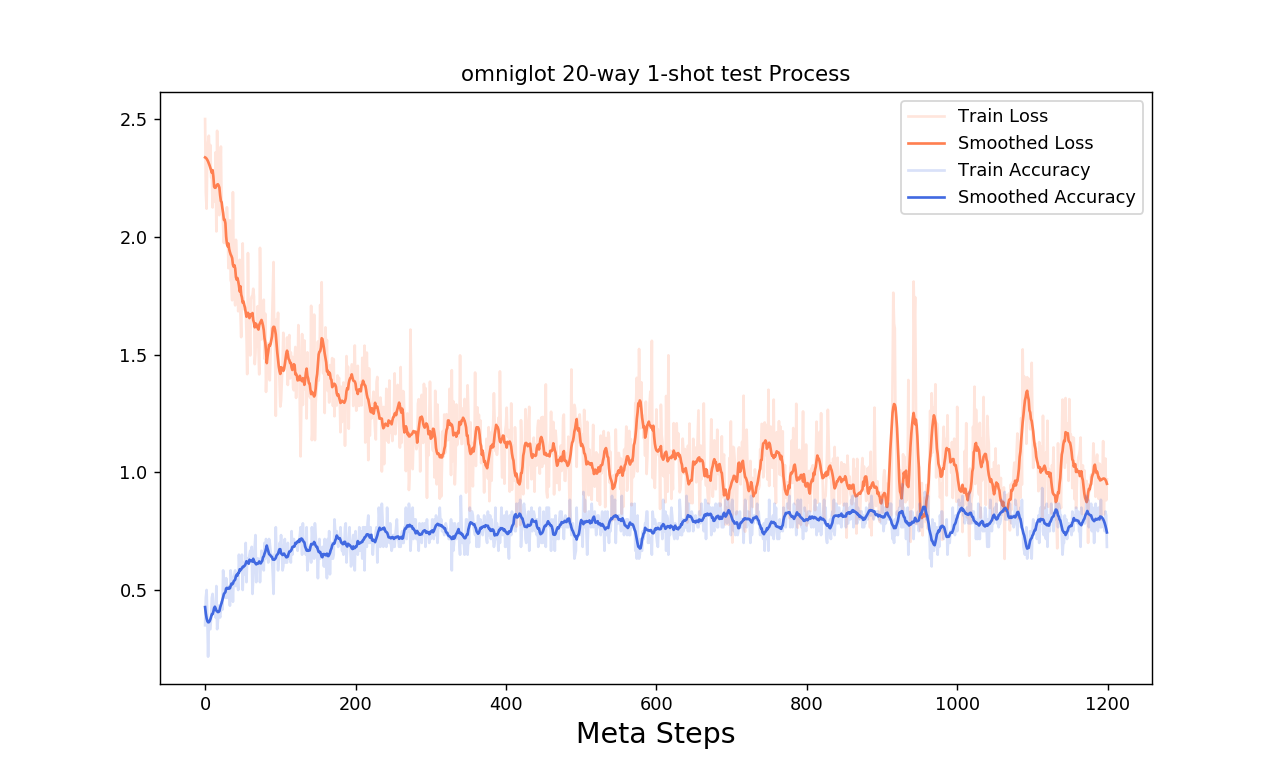 omniglot 20-way 1-shot test Process
Train Loss
Smoothed Loss
Train Accuracy
Smoothed Accuracy
2.5
2.0
1.5
1.0
0.5
0 200 400 600 800 1000 1200
Meta Steps